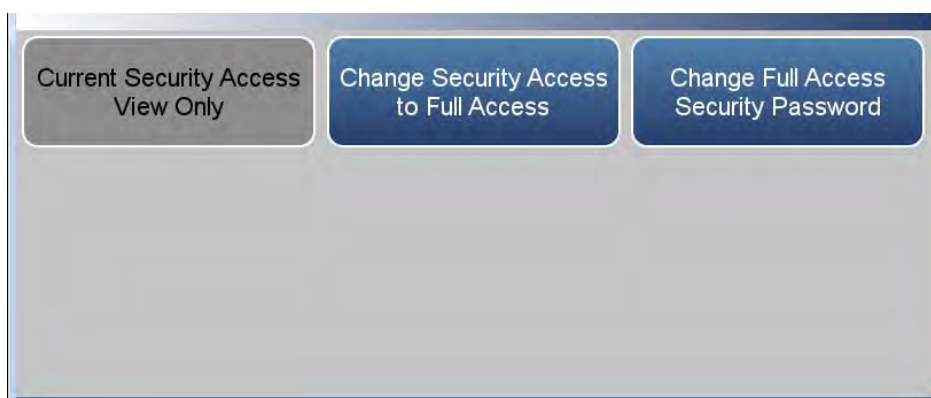 Current Security Access
View Only
Change Security Access
to Full Access
Change Full Access
Security Password